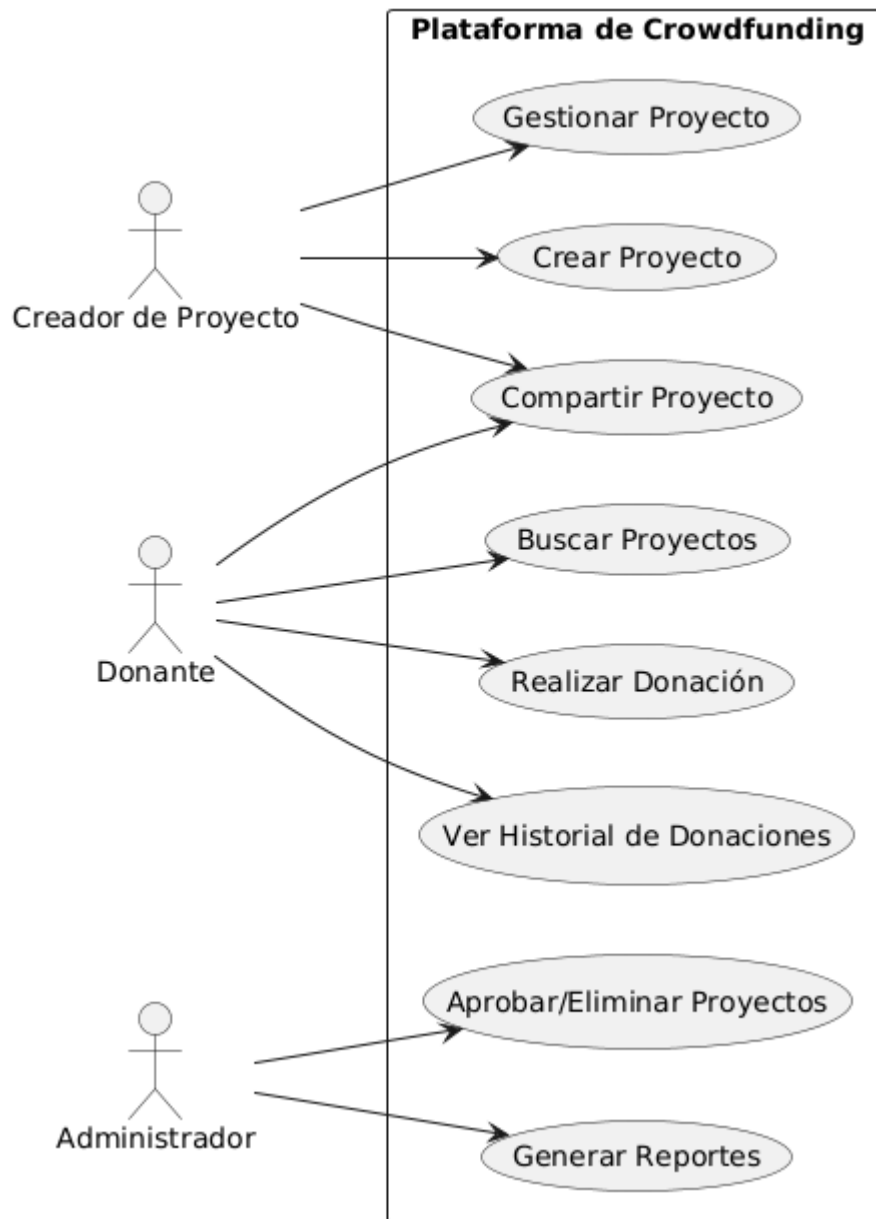 Plataforma de Crowdfunding
Gestionar Proyecto
Crear Proyecto
Creador de Proyecto
Compartir Proyecto
Buscar Proyectos
Donante
Realizar Donación
Ver Historial de Donaciones
Aprobar/Eliminar Proyectos
Administrador
Generar Reportes